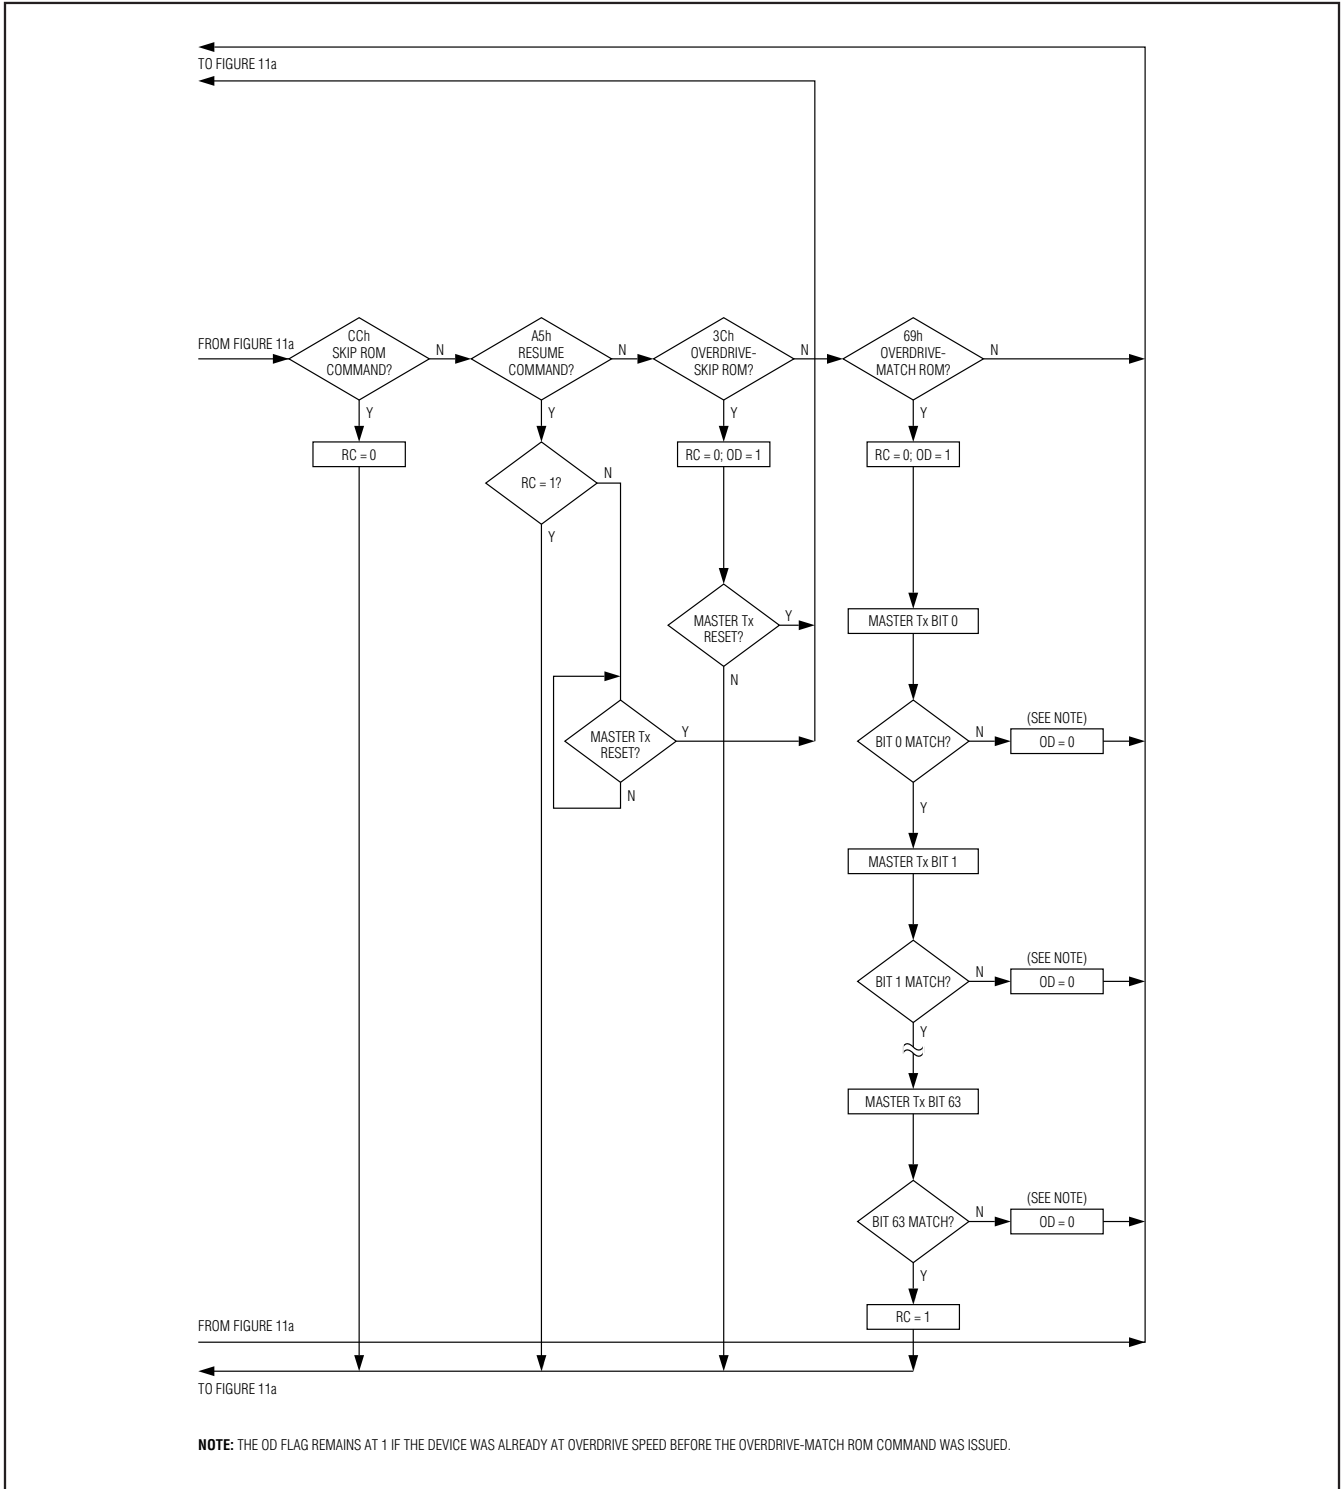 TO FIGURE 11a
FROM FIGURE 11a
CCh
SKIP ROM
COMMAND?
N
Y
RC = 0
A5h
RESUME
COMMAND?
N
Y
RC = 1?
N
Y
MASTER Tx
RESET?
Y
N
3Ch
OVERDRIVE-
SKIP ROM?
N
Y
RC = 0; OD = 1
MASTER Tx
RESET?
Y
N
69h
OVERDRIVE-
MATCH ROM?
N
Y
RC = 0; OD = 1
MASTER Tx BIT 0
BIT 0 MATCH?
N
(SEE NOTE)
OD = 0
Y
MASTER Tx BIT 1
BIT 1 MATCH?
N
(SEE NOTE)
OD = 0
Y
MASTER Tx BIT 63
BIT 63 MATCH?
N
(SEE NOTE)
OD = 0
Y
RC = 1
FROM FIGURE 11a
TO FIGURE 11a
NOTE: THE OD FLAG REMAINS AT 1 IF THE DEVICE WAS ALREADY AT OVERDRIVE SPEED BEFORE THE OVERDRIVE-MATCH ROM COMMAND WAS ISSUED.